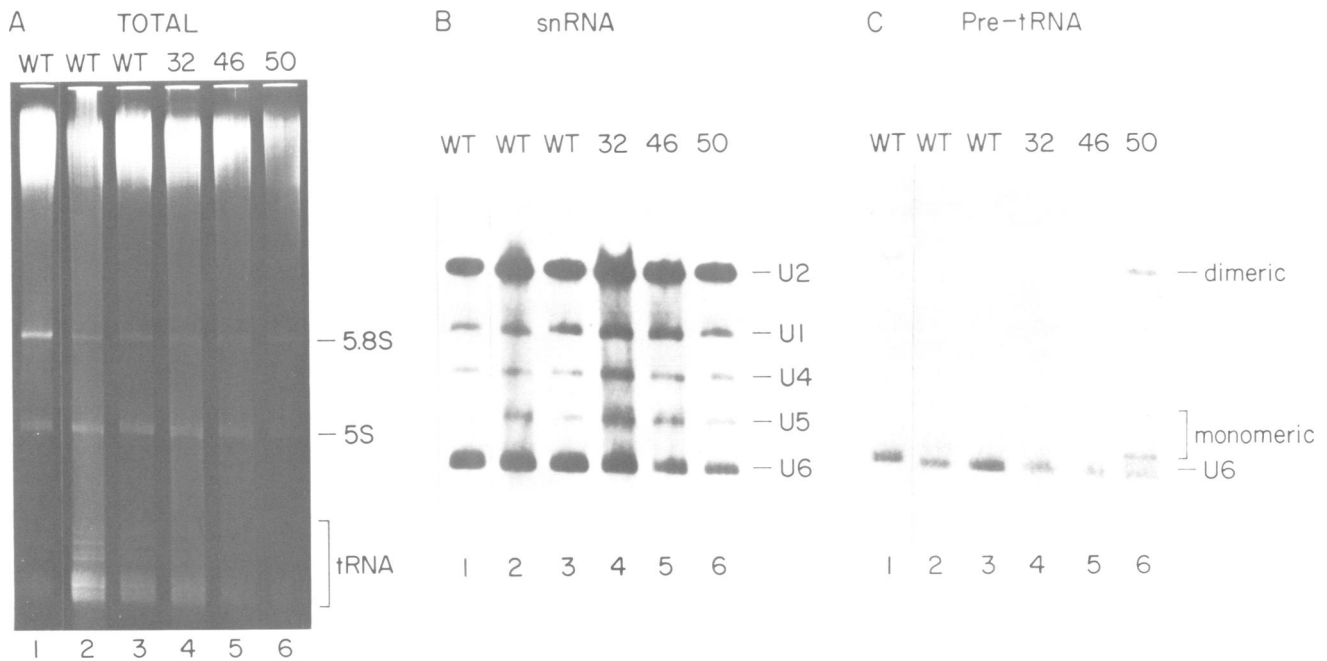 A TOTAL
WT WT WT 32 46 50
5.8S
5S
tRNA
1 2 3 4 5 6
B snRNA
WT WT WT 32 46 50
U2
U1
U4
U5
U6
1 2 3 4 5 6
C Pre-tRNA
WT WT WT 32 46 50
dimeric
monomeric
U6
1 2 3 4 5 6